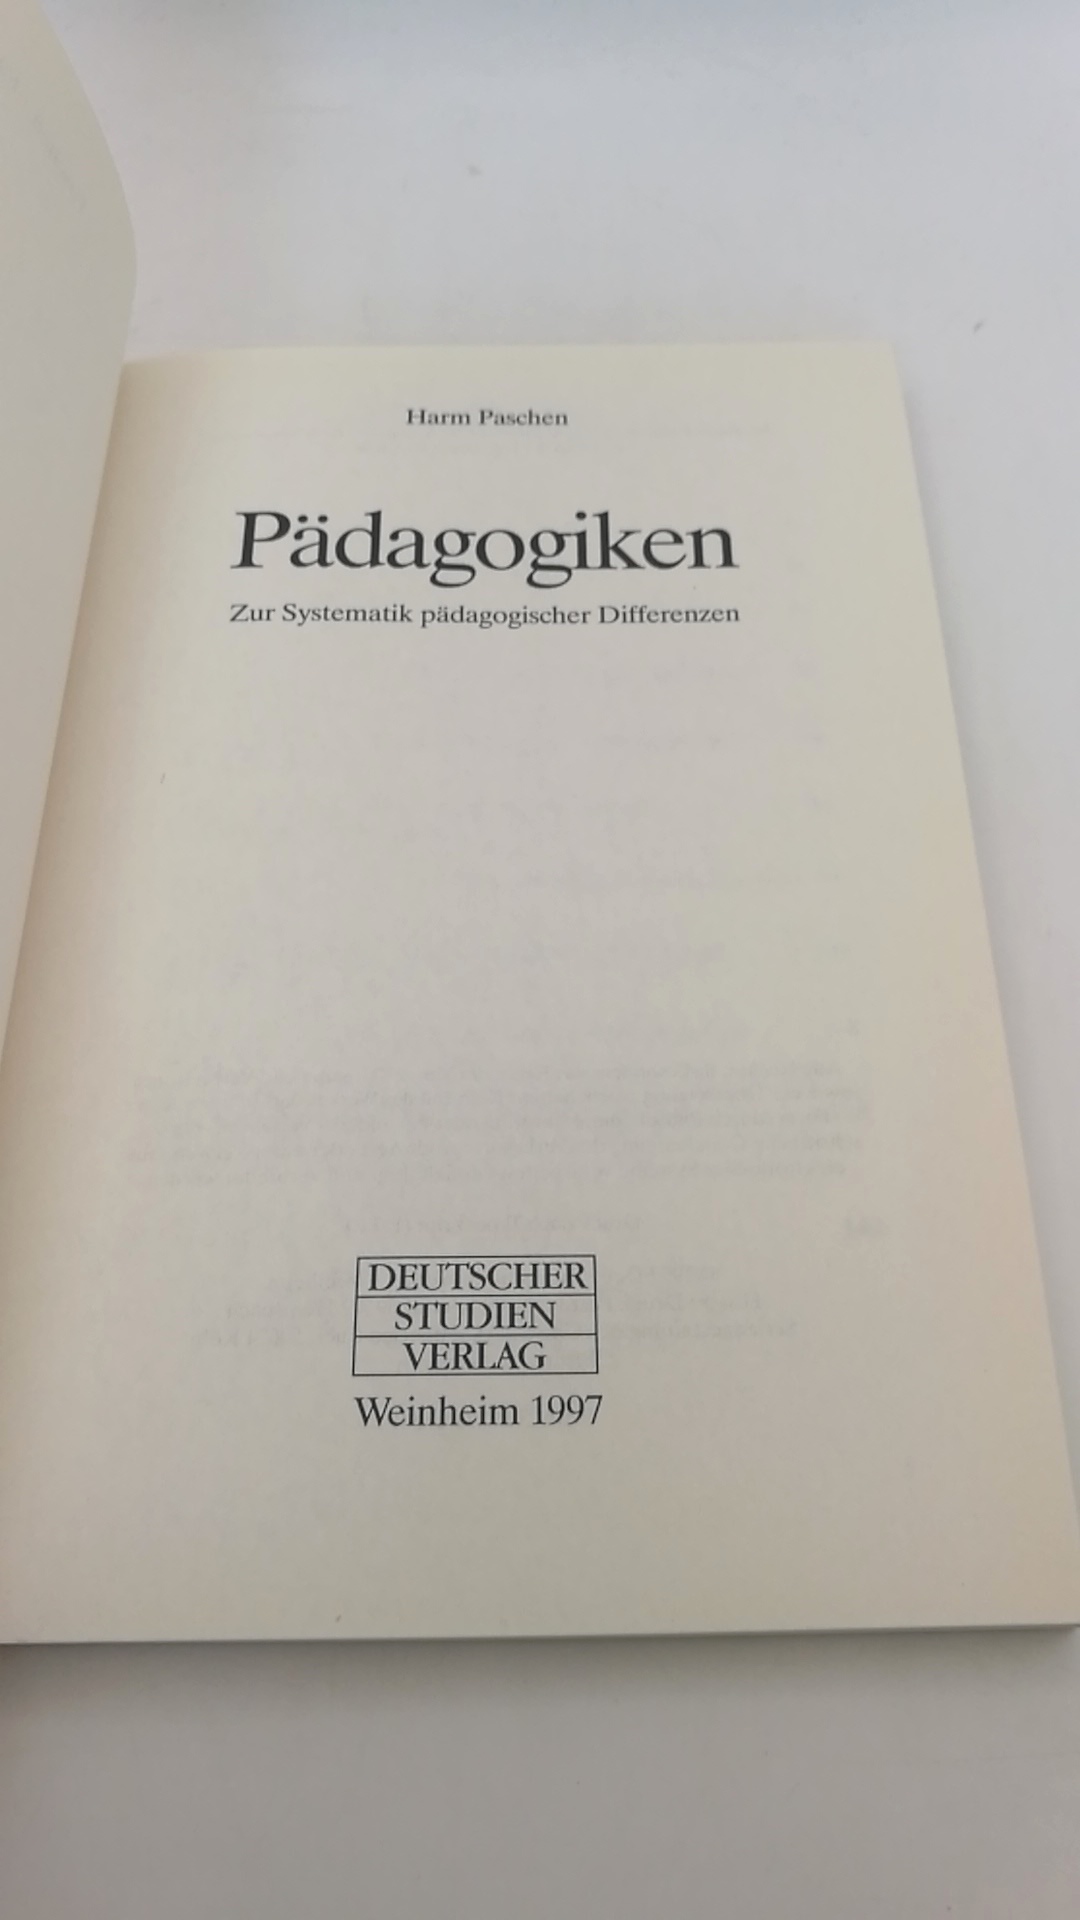 Harm Paschen
Pädagogiken
Zur Systematik pädagogischer Differenzen
DEUTSCHER
STUDIEN
VERLAG
Weinheim 1997